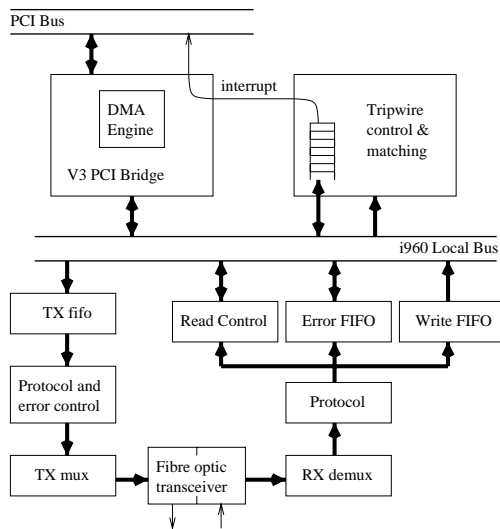 PCI Bus
interrupt
DMA
Engine
V3 PCI Bridge
Tripwire
control &
matching
i960 Local Bus
TX fifo
Read Control
Error FIFO
Write FIFO
Protocol and
error control
Protocol
TX mux
Fibre optic
transceiver
RX demux